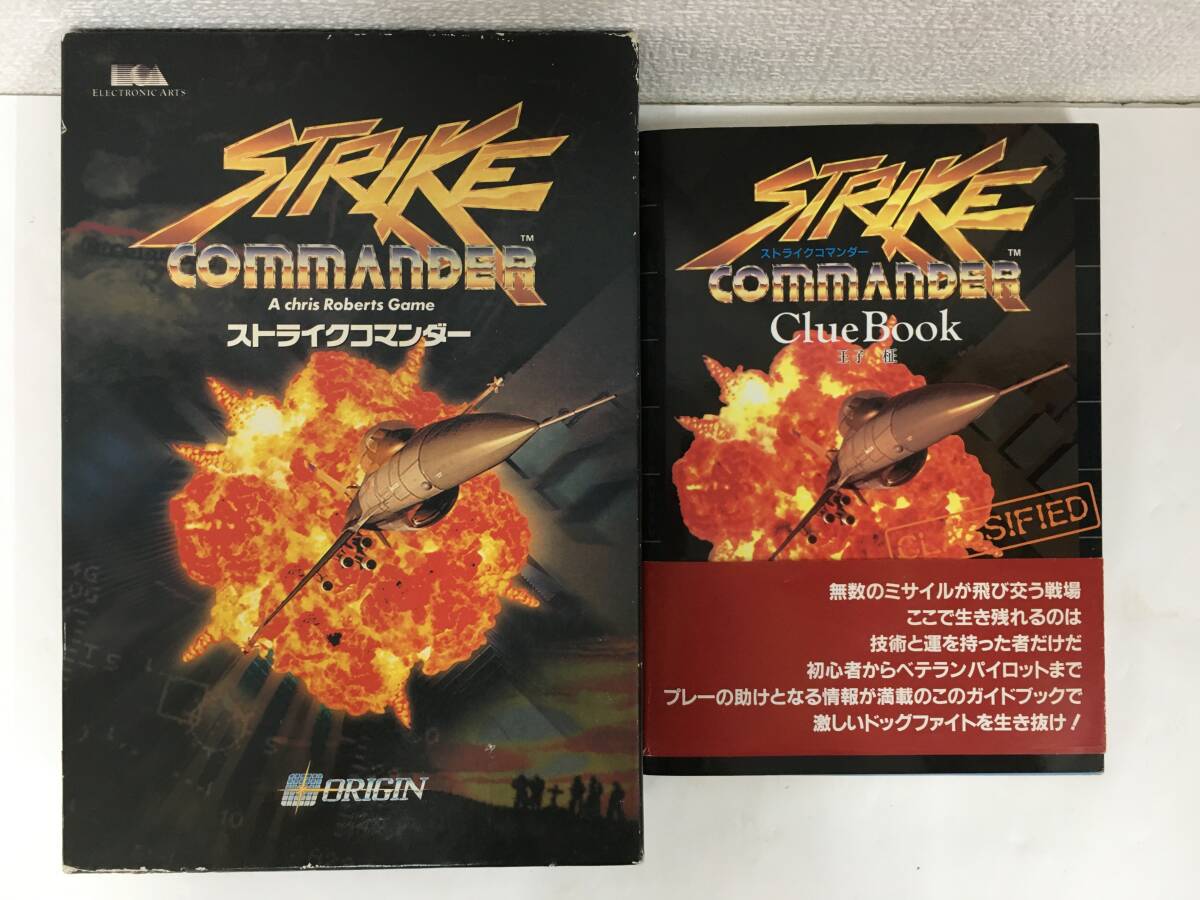 ELECTRONIC ARTS
STRIKE
COMMANDER™
A chris Roberts Game
ストライクコマンダー
ORIGIN
10
STRIKE
ストライクコマンダー
COMMANDER™
ClueBook
王子 柾
CLASSIFIED
無数のミサイルが飛び交う戦場
ここで生き残れるのは
技術と運を持った者だけだ
初心者からベテランパイロットまで
プレーの助けとなる情報が満載のこのガイドブックで
激しいドッグファイトを生き抜け!